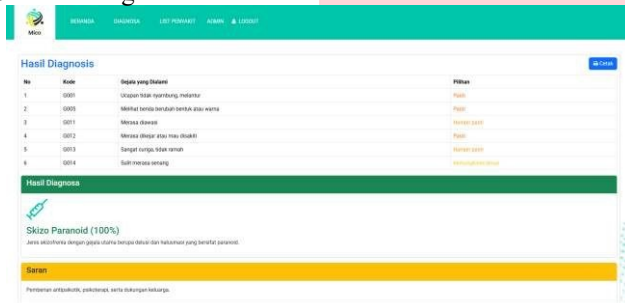 Mico BERANDA DIAGNOSA LIST PENYAKIT ADMIN LOGOUT
Hasil Diagnosis Cetak
No Kode Gejala yang Dialami Pilihan
1 G001 Ucapan tidak nyambung, melantur Pasti
2 G005 Melihat benda berubah bentuk atau warna Pasti
3 G011 Merasa diawasi Hampir pasti
4 G012 Merasa dikejar atau mau disakiti Pasti
5 G013 Sangat curiga, tidak ramah Hampir pasti
6 G014 Sulit merasa senang
Hasil Diagnosa
Skizo Paranoid (100%)
Jenis skizofrenia dengan gejala utama berupa delusi dan halusinasi yang bersifat paranoid.
Saran
Pemberian antipsikotik, psikoterapi, serta dukungan keluarga.